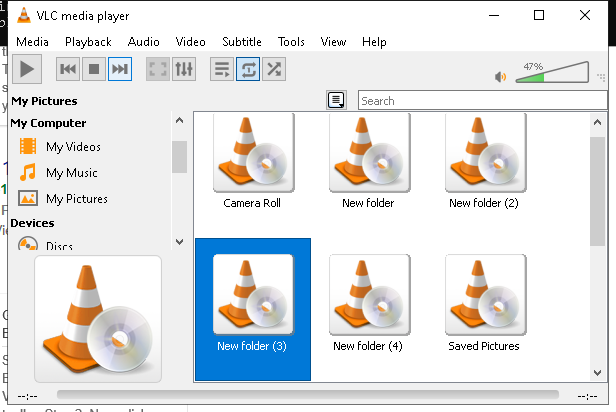 VLC media player
Media Playback Audio Video Subtitle Tools View Help
47%
My Pictures
Search
My Computer
My Videos
My Music
My Pictures
Devices
Discs
Camera Roll
New folder
New folder (2)
New folder (3)
New folder (4)
Saved Pictures
--:--
--:--